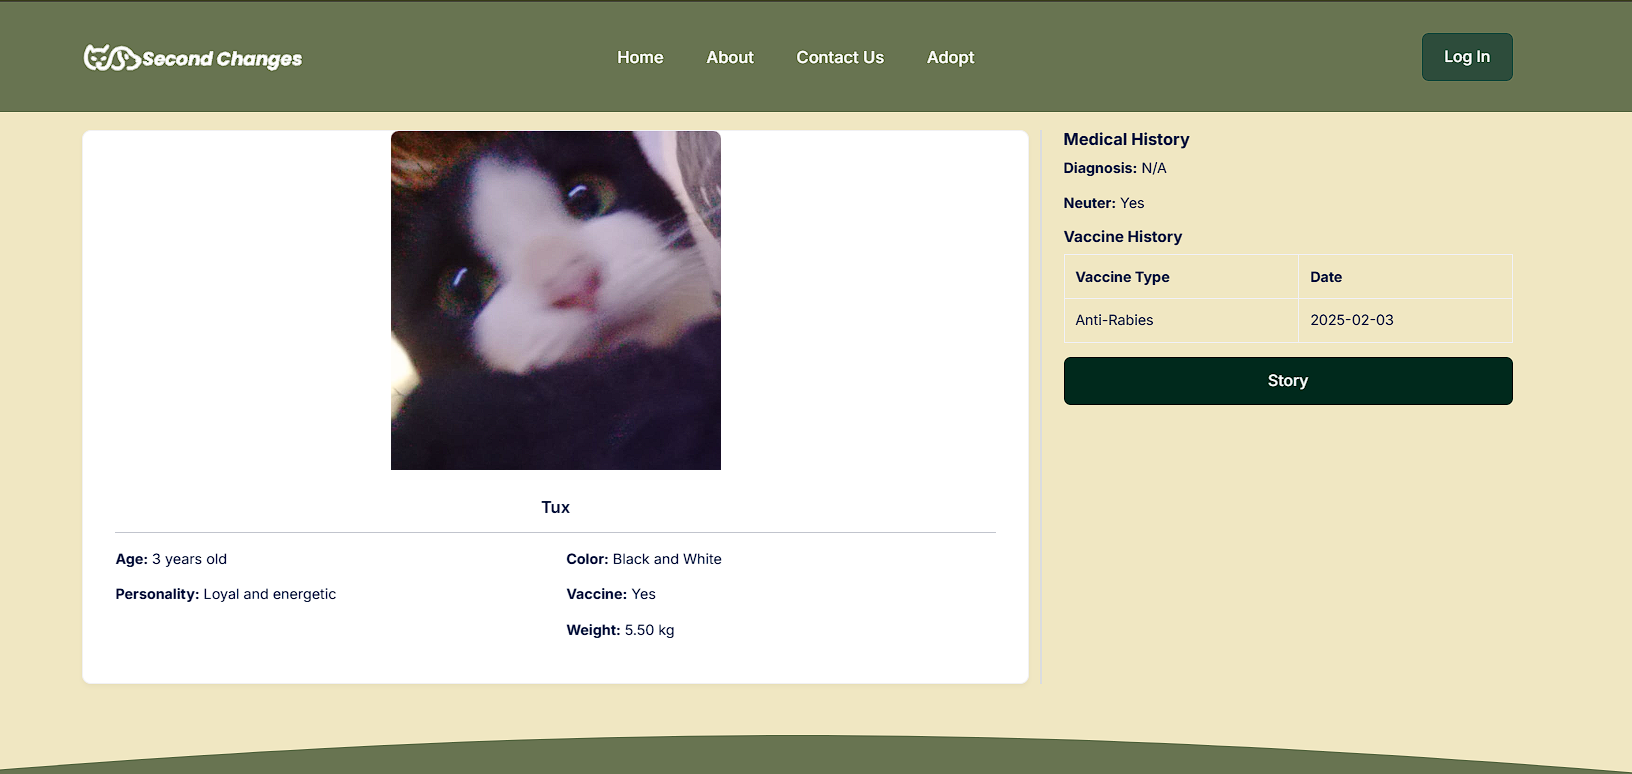 Second Changes
Home
About
Contact Us
Adopt
Log In
Tux
Age: 3 years old
Personality: Loyal and energetic
Color: Black and White
Vaccine: Yes
Weight: 5.50 kg
Medical History
Diagnosis: N/A
Neuter: Yes
Vaccine History
Vaccine Type Date
Anti-Rabies 2025-02-03
Story